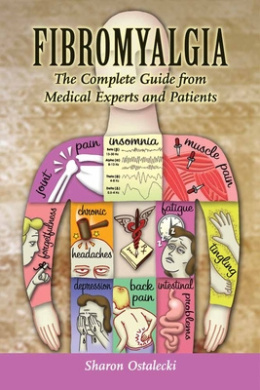 FIBROMYALGIA
The Complete Guide from
Medical Experts and Patients
joint pain
insomnia
muscle pain
forgetfulness
chronic
headaches
fatigue
tingling
depression
back
pain
intestinal
problems
Sharon Ostalecki